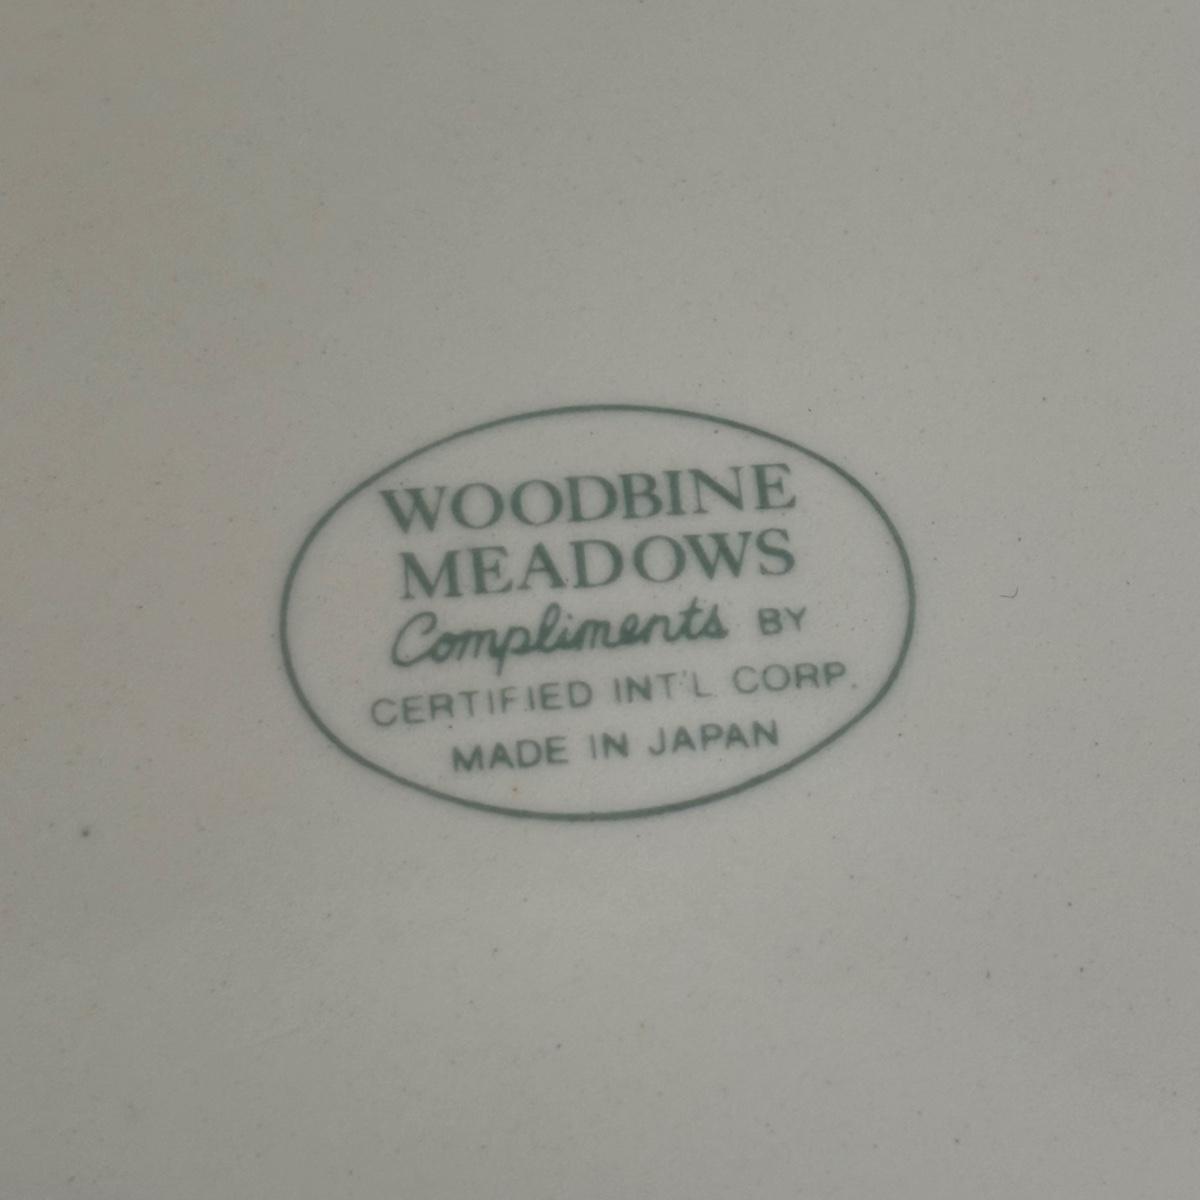 WOODBINE
MEADOWS
Compliments BY
CERTIFIED INT'L CORP.
MADE IN JAPAN